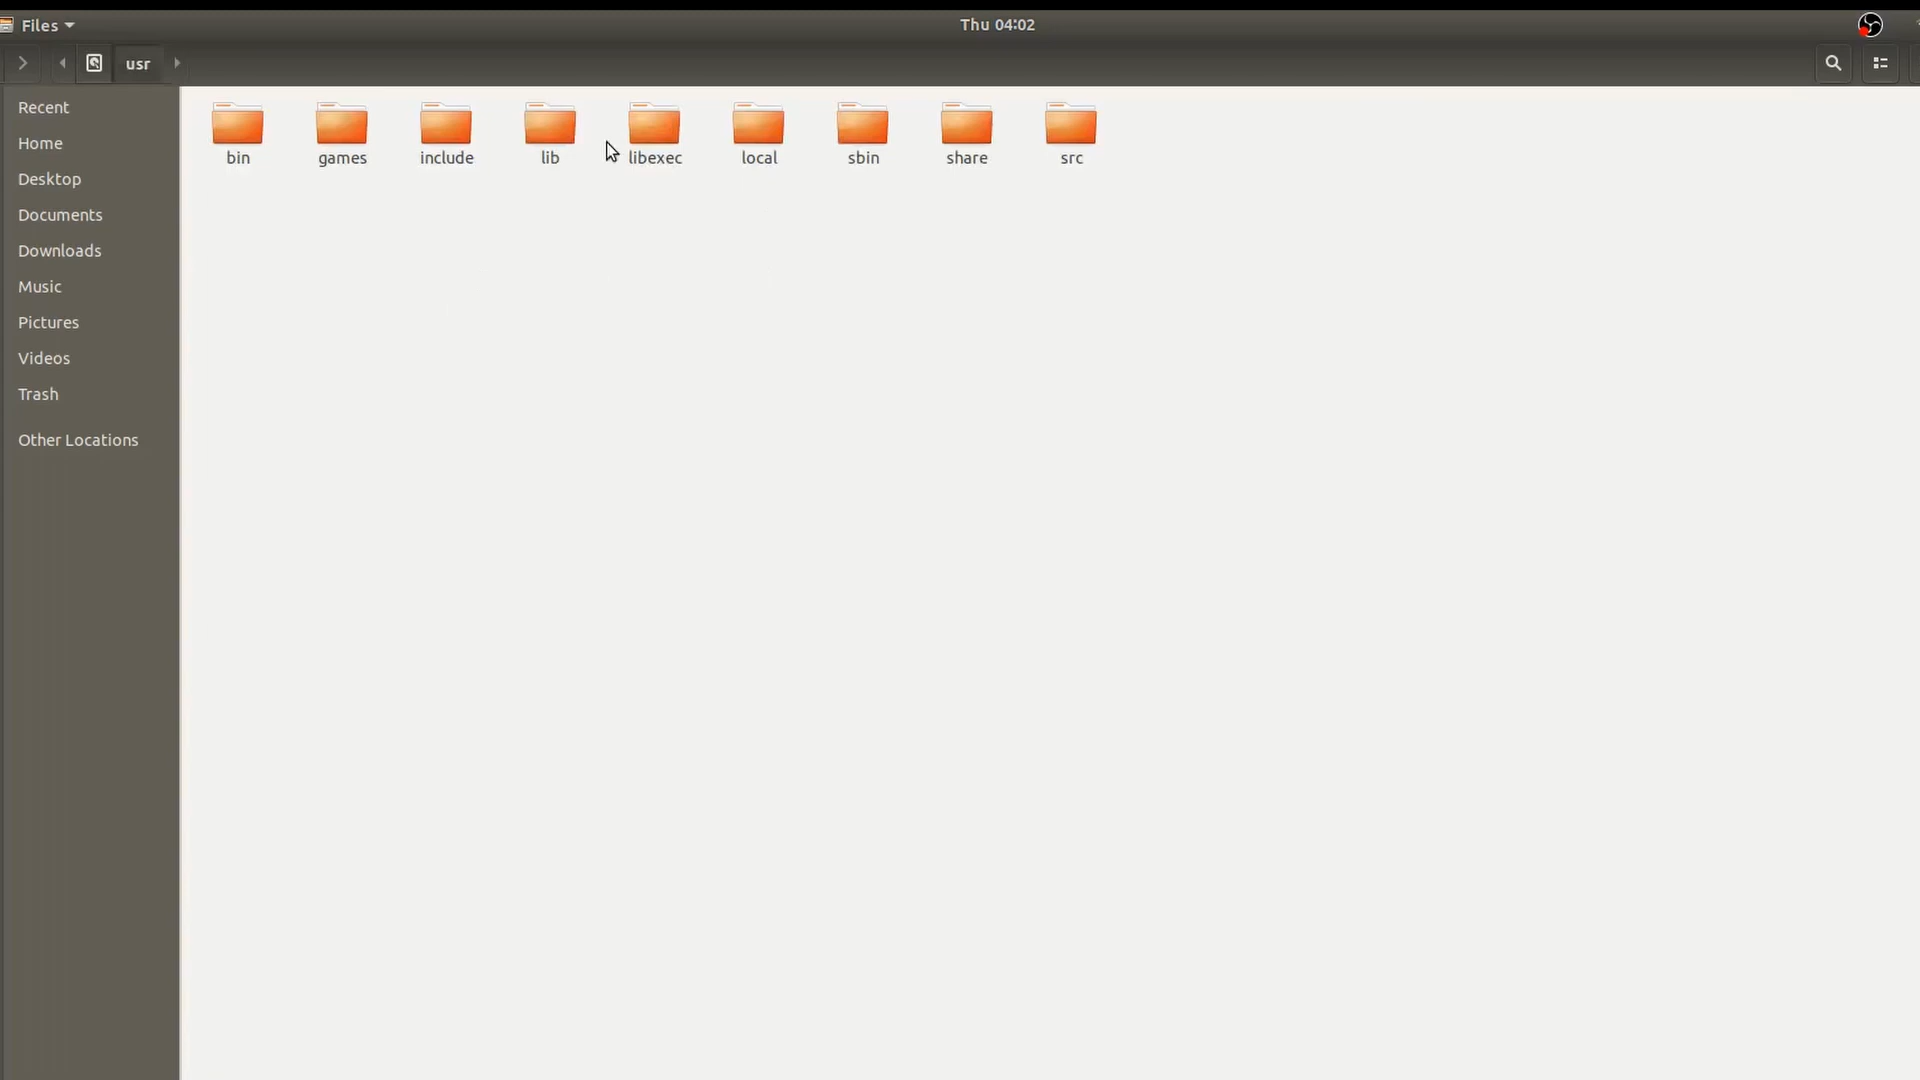 Files
Thu 04:02
usr
Recent
Home
Desktop
Documents
Downloads
Music
Pictures
Videos
Trash
Other Locations
bin games include lib libexec local sbin share src